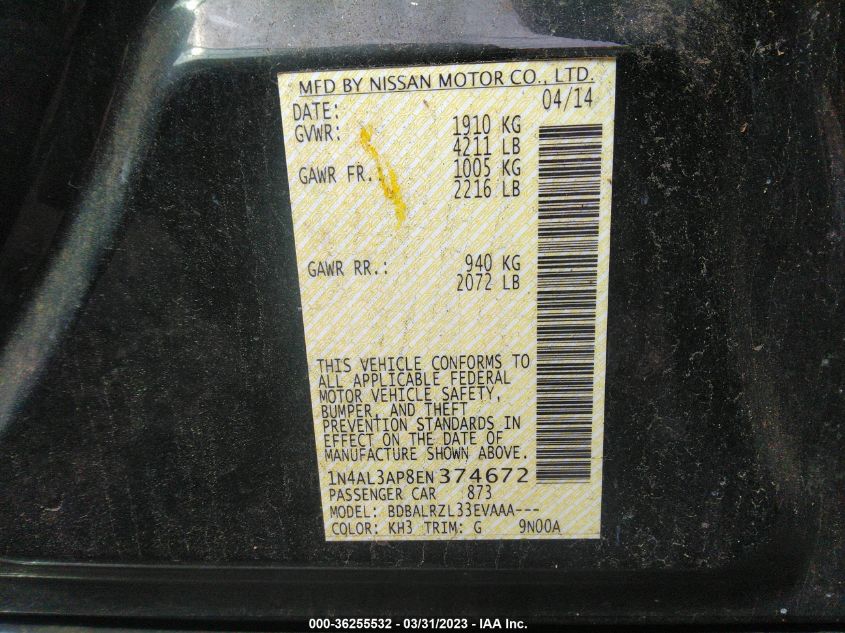 MFD BY NISSAN MOTOR CO., LTD.
DATE: 04/14
GVWR: 1910 KG
4211 LB
GAWR FR.: 1005 KG
2216 LB
GAWR RR.: 940 KG
2072 LB
THIS VEHICLE CONFORMS TO
ALL APPLICABLE FEDERAL
MOTOR VEHICLE SAFETY,
BUMPER, AND THEFT
PREVENTION STANDARDS IN
EFFECT ON THE DATE OF
MANUFACTURE SHOWN ABOVE.
1N4AL3AP8EN374672
PASSENGER CAR 873
MODEL: BDBALRZL33EVAAA---
COLOR: KH3 TRIM: G 9N00A
000-36255532 - 03/31/2023 - IAA Inc.